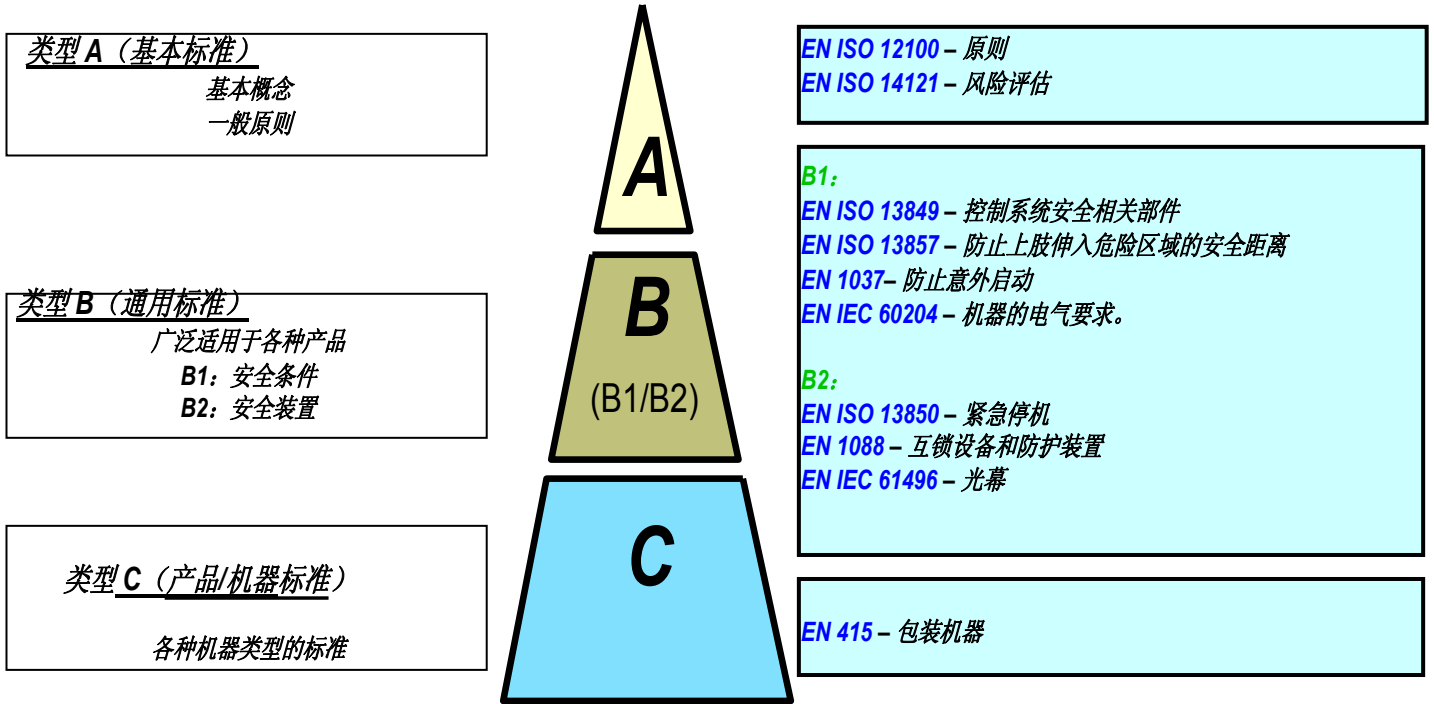 类型 A（基本标准）
基本概念
一般原则
A
EN ISO 12100 – 原则
EN ISO 14121 – 风险评估
类型 B（通用标准）
广泛适用于各种产品
B1：安全条件
B2：安全装置
B
(B1/B2)
B1：
EN ISO 13849 – 控制系统安全相关部件
EN ISO 13857 – 防止上肢伸入危险区域的安全距离
EN 1037– 防止意外启动
EN IEC 60204 – 机器的电气要求。
B2：
EN ISO 13850 – 紧急停机
EN 1088 – 互锁设备和防护装置
EN IEC 61496 – 光幕
类型 C（产品/机器标准）
各种机器类型的标准
C
EN 415 – 包装机器